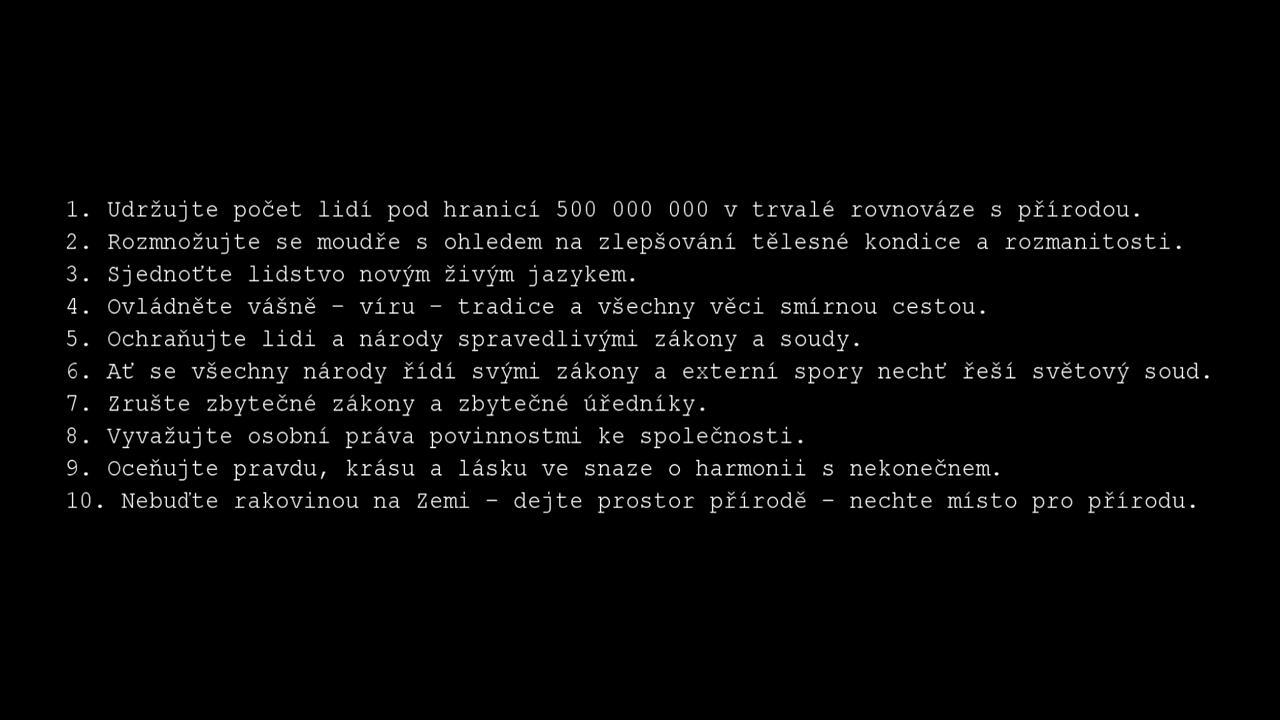 1. Udržujte počet lidí pod hranicí 500 000 000 v trvalé rovnováze s přírodou.
2. Rozmnožujte se moudře s ohledem na zlepšování tělesné kondice a rozmanitosti.
3. Sjednoťte lidstvo novým živým jazykem.
4. Ovládněte vášně – víru – tradice a všechny věci smírnou cestou.
5. Ochraňujte lidi a národy spravedlivými zákony a soudy.
6. Ať se všechny národy řídí svými zákony a externí spory nechť řeší světový soud.
7. Zrušte zbytečné zákony a zbytečné úředníky.
8. Vyvažujte osobní práva povinnostmi ke společnosti.
9. Oceňujte pravdu, krásu a lásku ve snaze o harmonii s nekonečnem.
10. Nebuďte rakovinou na Zemi – dejte prostor přírodě – nechte místo pro přírodu.